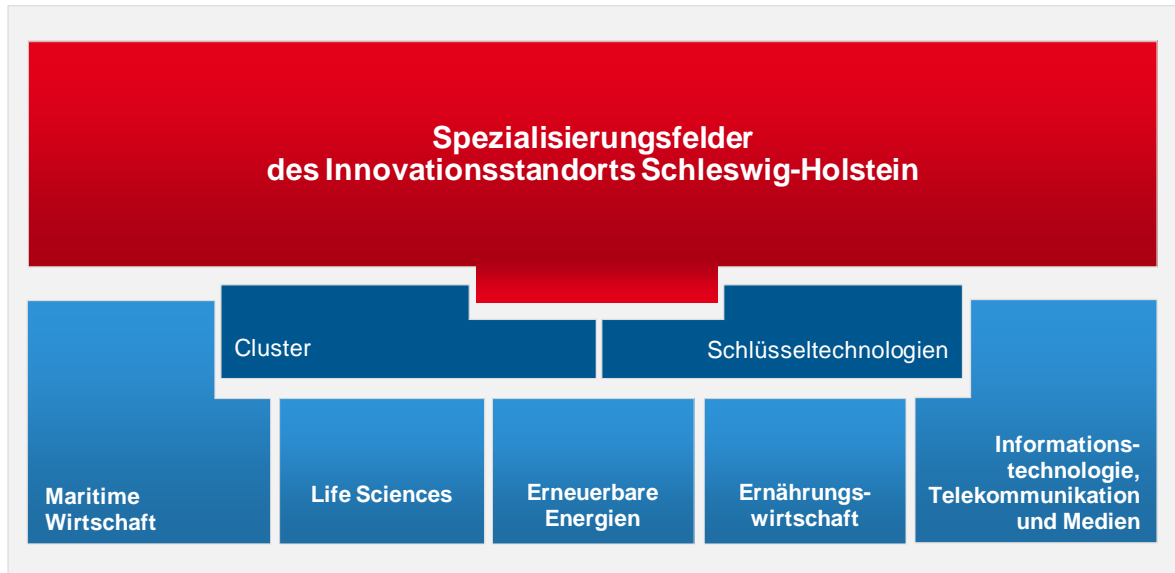 Spezialisierungsfelder
des Innovationsstandorts Schleswig-Holstein
Cluster
Schlüsseltechnologien
Maritime
Wirtschaft
Life Sciences
Erneuerbare
Energien
Ernährungs-
wirtschaft
Informations-
technologie,
Telekommunikation
und Medien